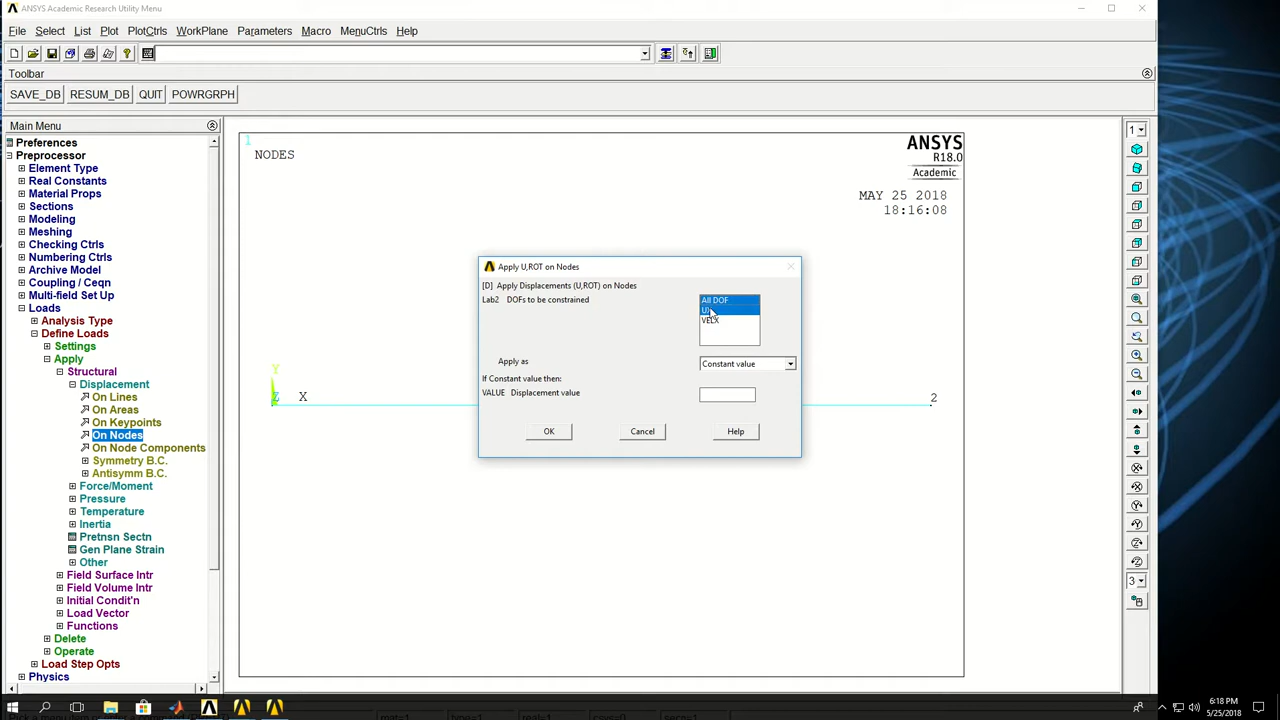 ANSYS Academic Research Utility Menu
File Select List Plot PlotCtrls WorkPlane Parameters Macro MenuCtrls Help
Toolbar
SAVE_DB RESUM_DB QUIT POWRGRPH
Main Menu
Preferences
Preprocessor
Element Type
Real Constants
Material Props
Sections
Modeling
Meshing
Checking Ctrls
Numbering Ctrls
Archive Model
Coupling / Ceqn
Multi-field Set Up
Loads
Analysis Type
Define Loads
Settings
Apply
Structural
Displacement
On Lines
On Areas
On Keypoints
On Nodes
On Node Components
Symmetry B.C.
Antisymm B.C.
Force/Moment
Pressure
Temperature
Inertia
Pretnsn Sectn
Gen Plane Strain
Other
Field Surface Intr
Field Volume Intr
Initial Condit'n
Load Vector
Functions
Delete
Operate
Load Step Opts
Physics
1
NODES
ANSYS
R18.0
Academic
MAY 25 2018
18:16:08
Y
Z X
2
Apply U,ROT on Nodes
[D] Apply Displacements (U,ROT) on Nodes
Lab2 DOFs to be constrained
All DOF
UX
VELX
Apply as
Constant value
If Constant value then:
VALUE Displacement value
OK Cancel Help
1
3
6:18 PM
5/25/2018